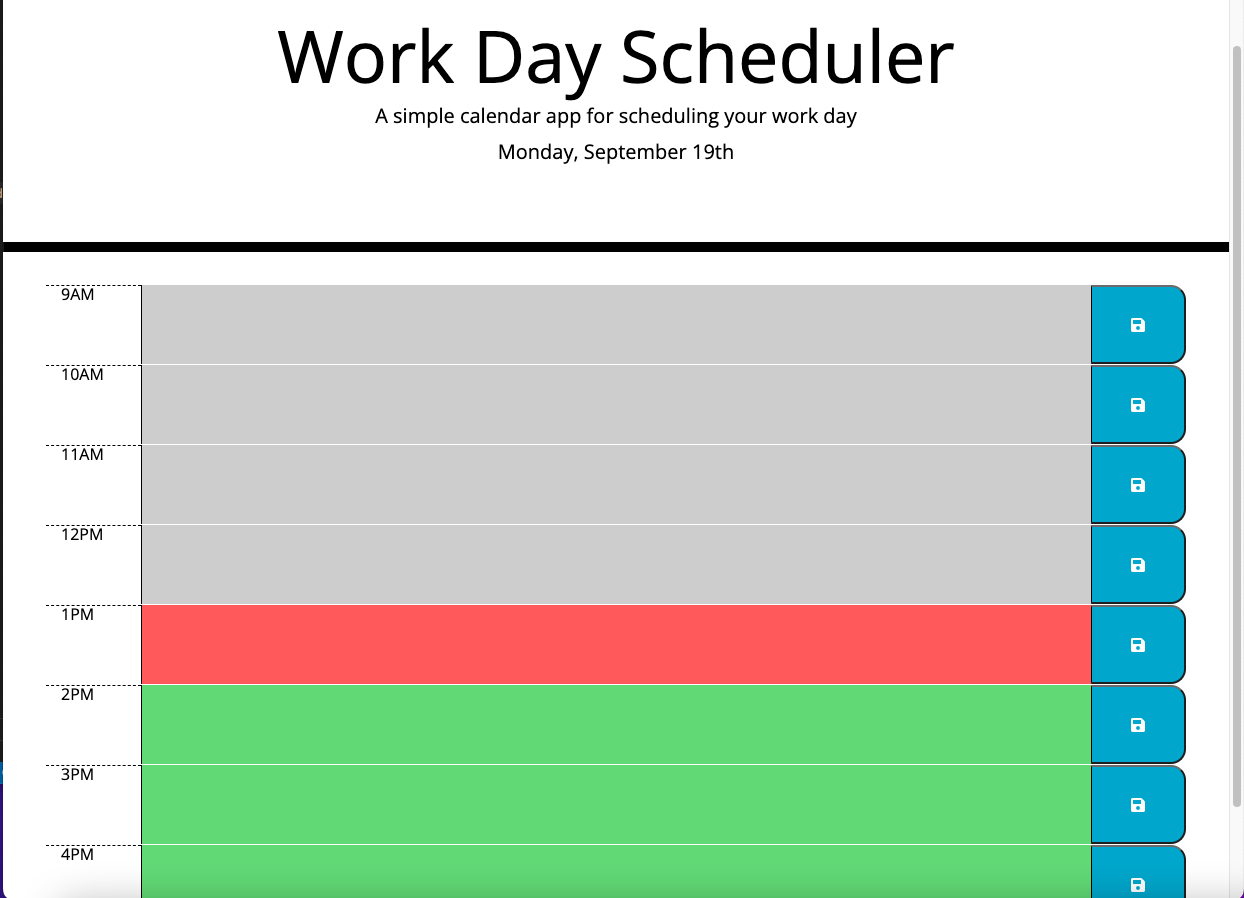 Work Day Scheduler
A simple calendar app for scheduling your work day
Monday, September 19th
9AM
10AM
11AM
12PM
1PM
2PM
3PM
4PM